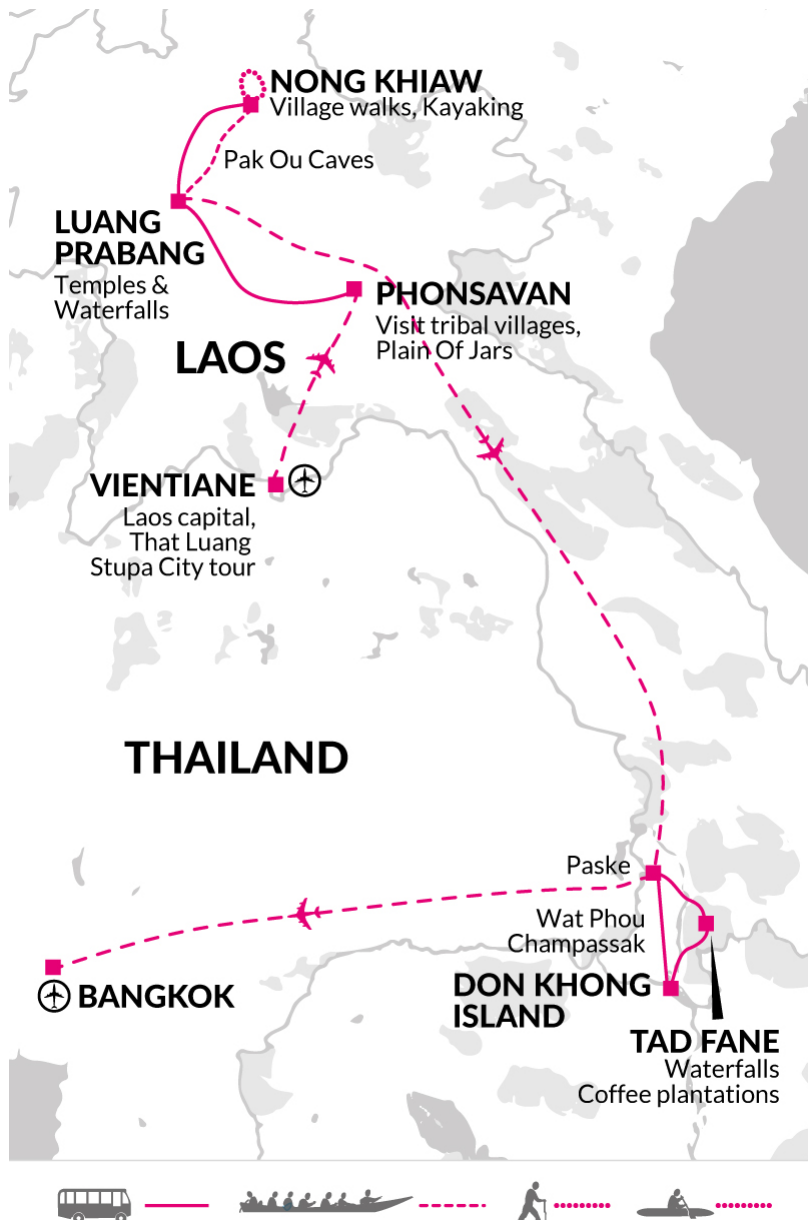 NONG KHIAW
Village walks, Kayaking
Pak Ou Caves
LUANG
PRABANG
Temples &
Waterfalls
PHONSAVAN
Visit tribal villages,
Plain Of Jars
LAOS
VIENTIANE
Laos capital,
That Luang
Stupa City tour
THAILAND
Paske
Wat Phou
Champassak
DON KHONG
ISLAND
BANGKOK
TAD FANE
Waterfalls
Coffee plantations